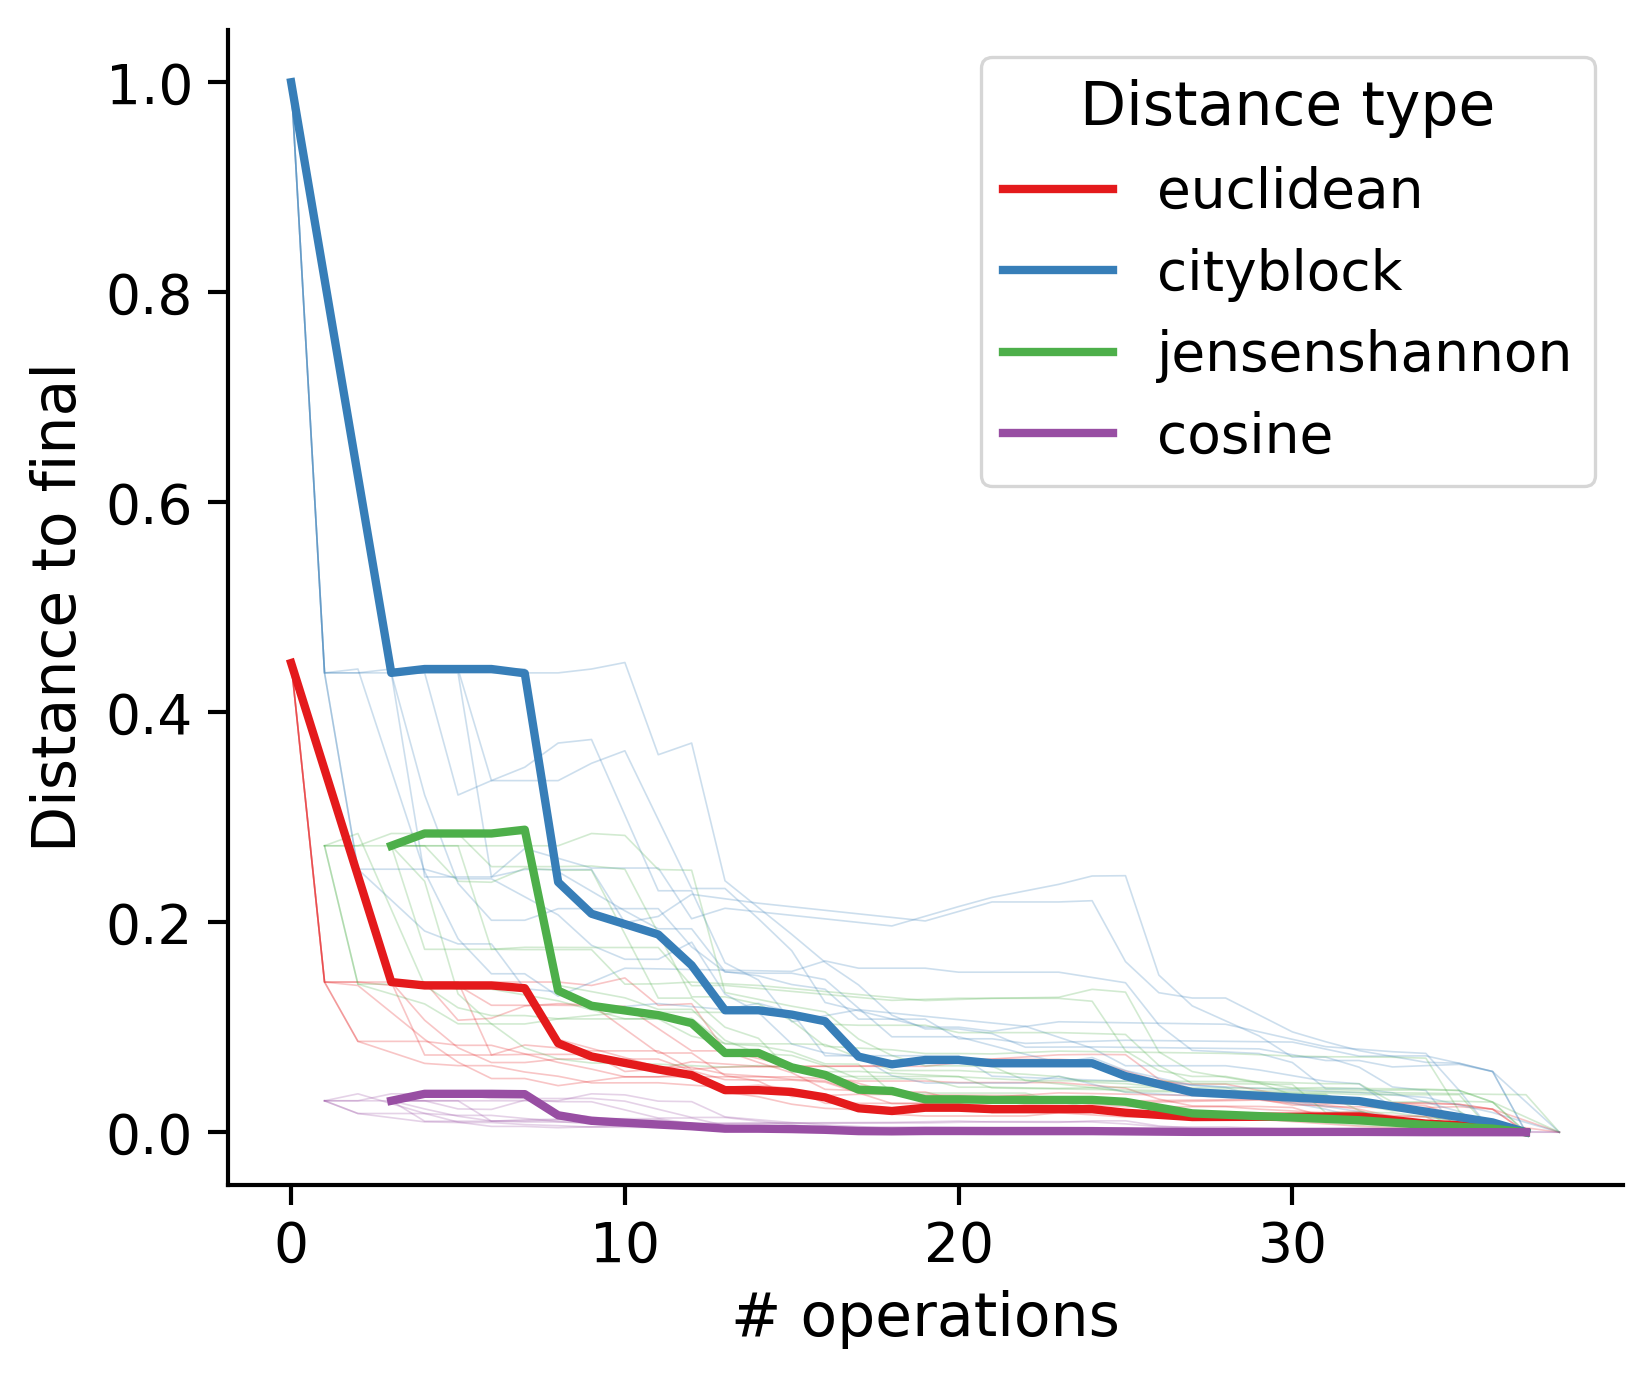 1.0
0.8
0.6
0.4
0.2
0.0
Distance to final
0
10
20
30
# operations
Distance type
euclidean
cityblock
jensenshannon
cosine